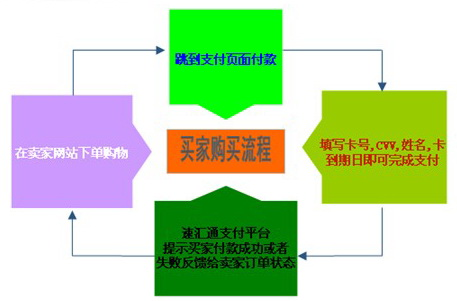 跳到支付页面付款
在卖家网站下单购物
买家购买流程
填写卡号,CVV,姓名,卡
到期日即可完成支付
速汇通支付平台
提示买家付款成功或者
失败反馈给卖家订单状态